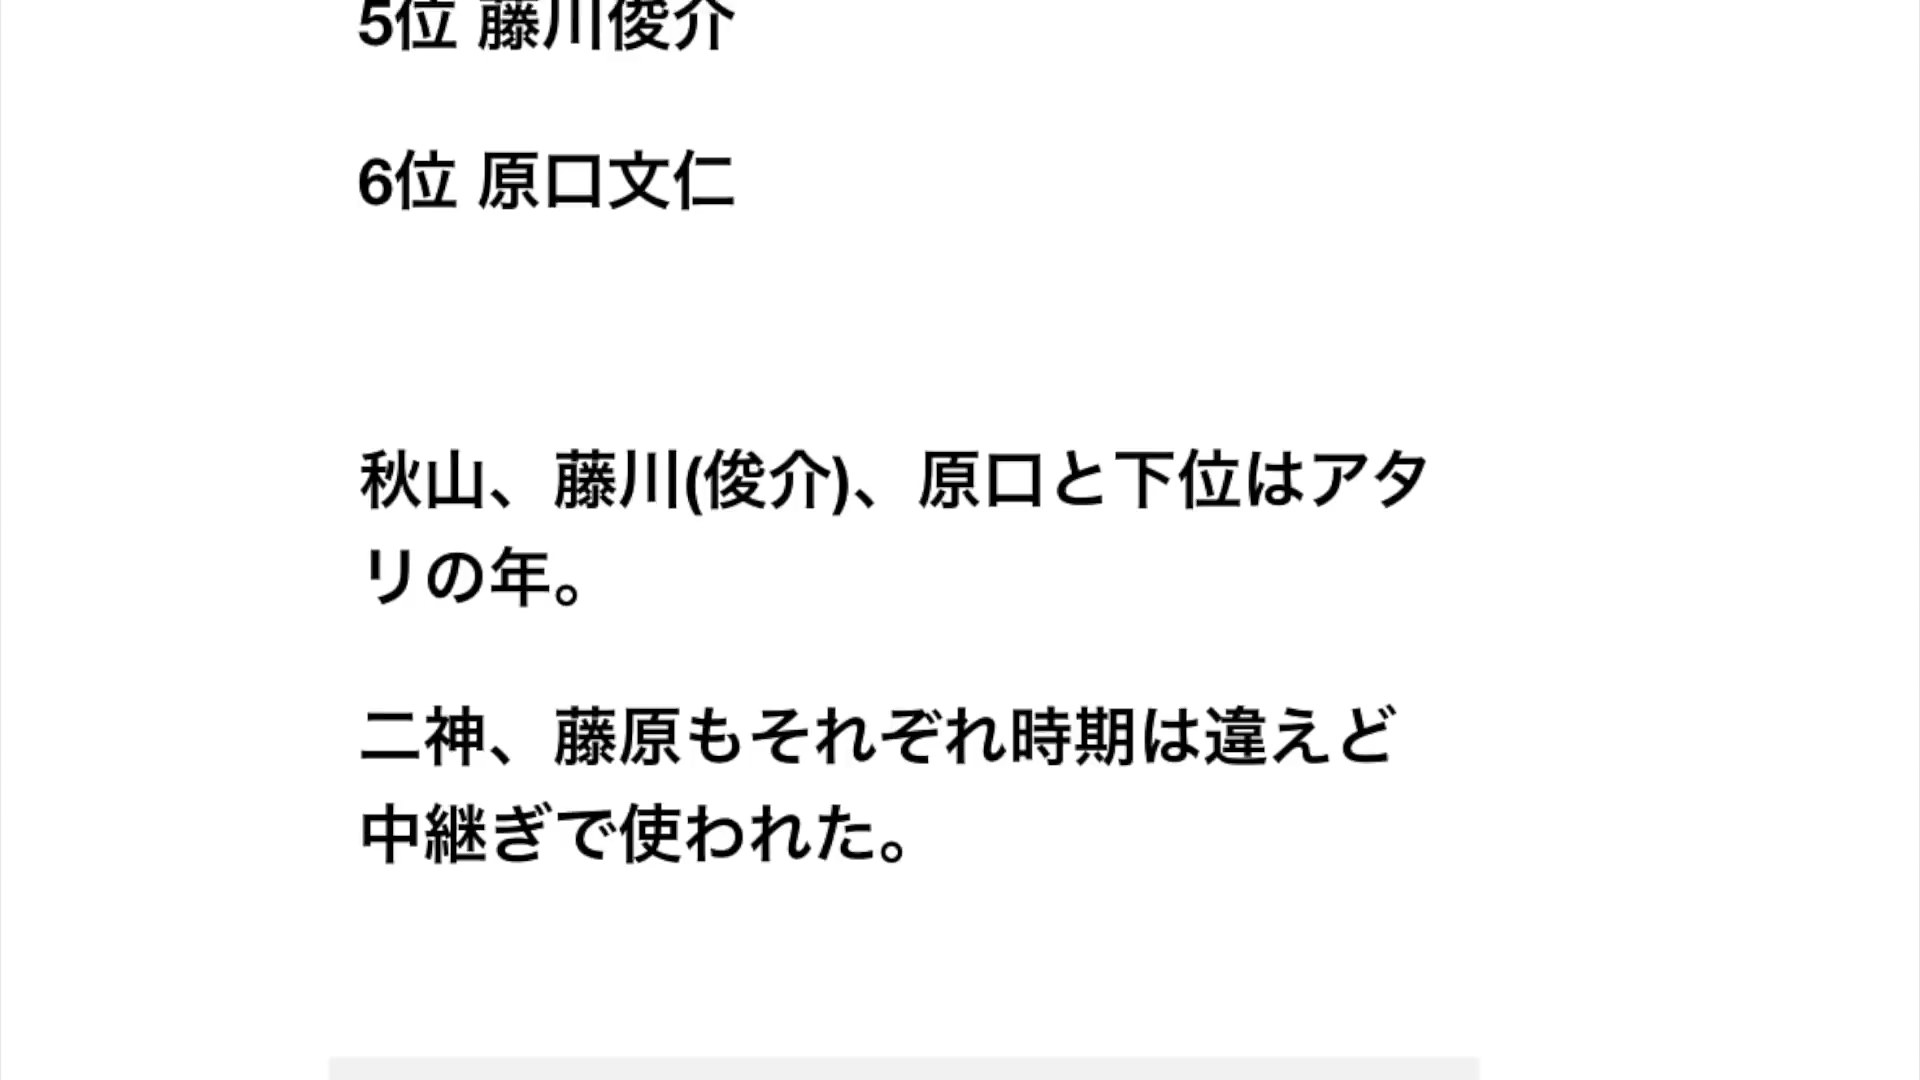 5位 藤川俊介
6位 原口文仁
秋山、藤川(俊介)、原口と下位はアタ
リの年。
二神、藤原もそれぞれ時期は違えど
中継ぎで使われた。